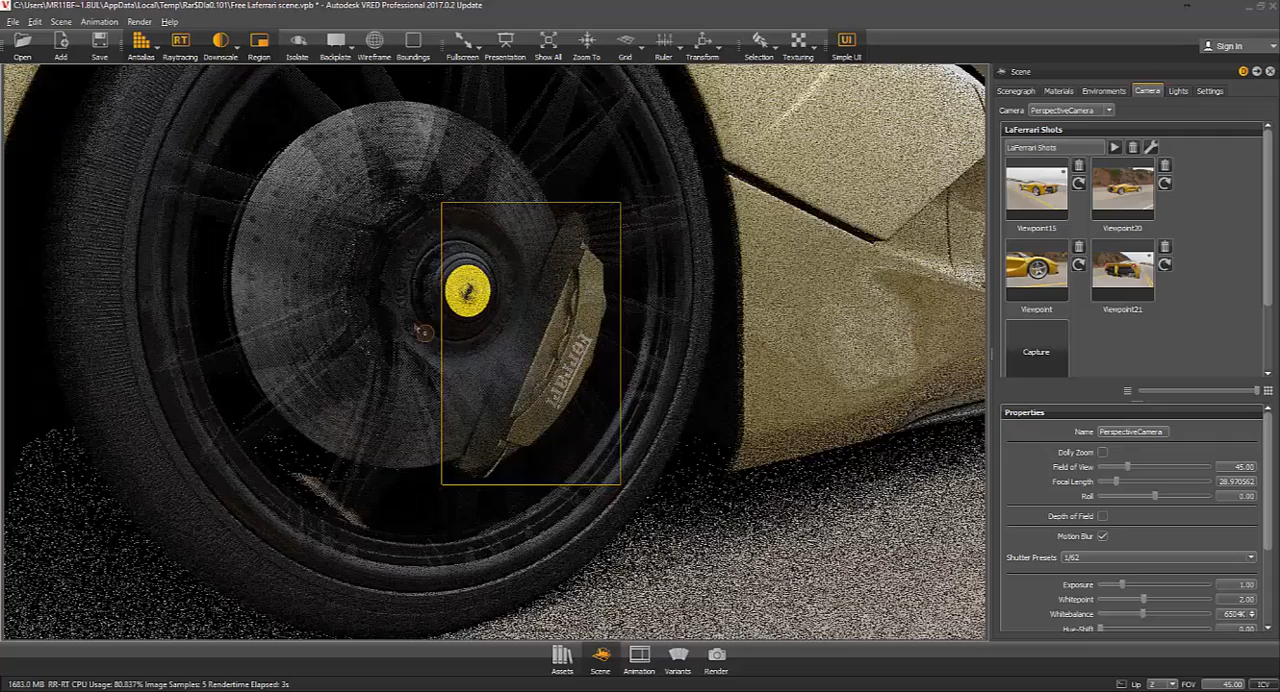 C:\Users\MR11BF~1.BUL\AppData\Local\Temp\Rar$DIa0.101\Free Laferrari scene.vpb * - Autodesk VRED Professional 2017.0.2 Update
File Edit Scene Animation Render Help
Open Add Save Antialias Raytracing Downscale Region Isolate Backplate Wireframe Boundings Fullscreen Presentation Show All Zoom To Grid Ruler Transform Selection Texturing Simple UI Sign In
RT
UI
Scene
Scenegraph Materials Environments Camera Lights Settings
Camera PerspectiveCamera
LaFerrari Shots
LaFerrari Shots
Viewpoint15 Viewpoint20
Viewpoint Viewpoint21
Capture
Properties
Name PerspectiveCamera
Dolly Zoom
Field of View 45.00
Focal Length 28.970562
Roll 0.00
Depth of Field
Motion Blur
Shutter Presets 1/62
Exposure 1.00
Whitepoint 2.00
Whitebalance 6504K
Hue-Shift 0.00
Assets Scene Animation Variants Render
1683.0 MB RR-RT CPU Usage: 80.837% Image Samples: 5 Rendertime Elapsed: 3s
Up Z FOV 45.00 ICV